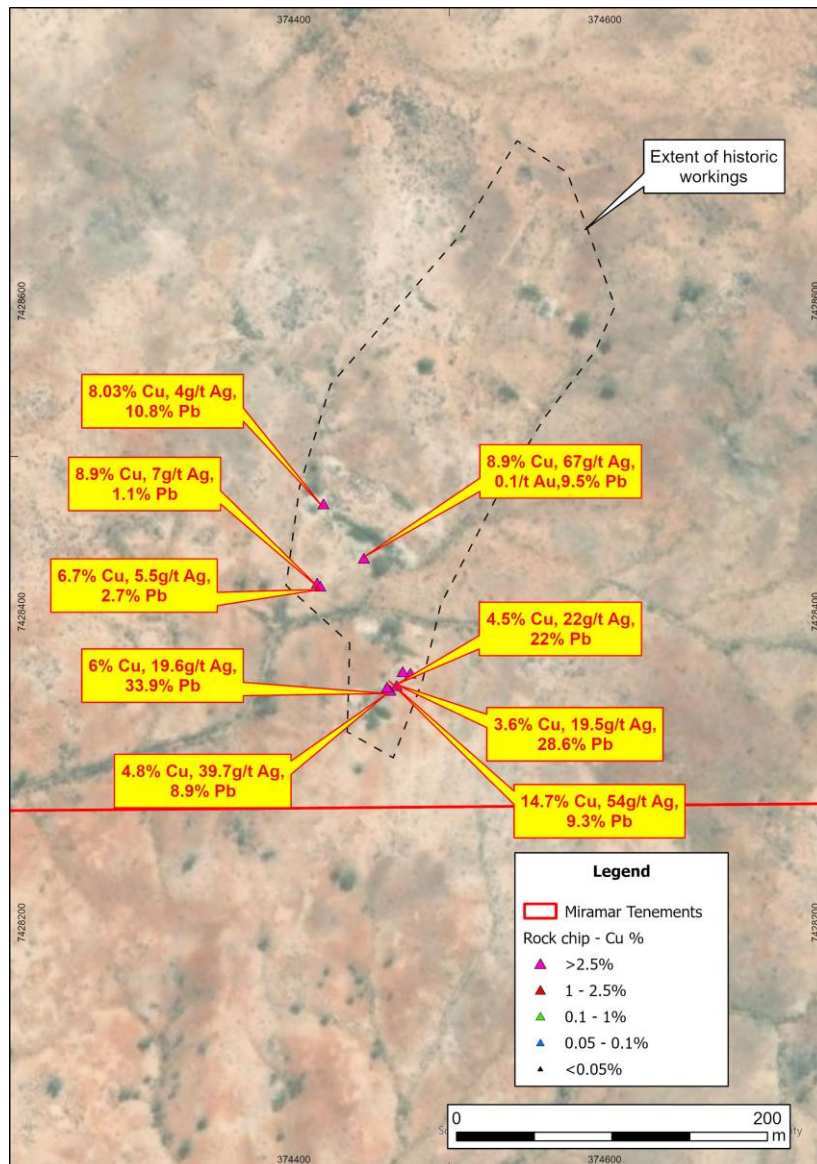 374400
374600
Extent of historic
workings
7428600
7428600
8.03% Cu, 4g/t Ag,
10.8% Pb
8.9% Cu, 67g/t Ag,
0.1/t Au,9.5% Pb
8.9% Cu, 7g/t Ag,
1.1% Pb
6.7% Cu, 5.5g/t Ag,
2.7% Pb
7428400
7428400
4.5% Cu, 22g/t Ag,
22% Pb
6% Cu, 19.6g/t Ag,
33.9% Pb
3.6% Cu, 19.5g/t Ag,
28.6% Pb
4.8% Cu, 39.7g/t Ag,
8.9% Pb
14.7% Cu, 54g/t Ag,
9.3% Pb
Legend
Miramar Tenements
Rock chip - Cu %
>2.5%
1 - 2.5%
0.1 - 1%
0.05 - 0.1%
<0.05%
7428200
7428200
0
200
m
374400
374600